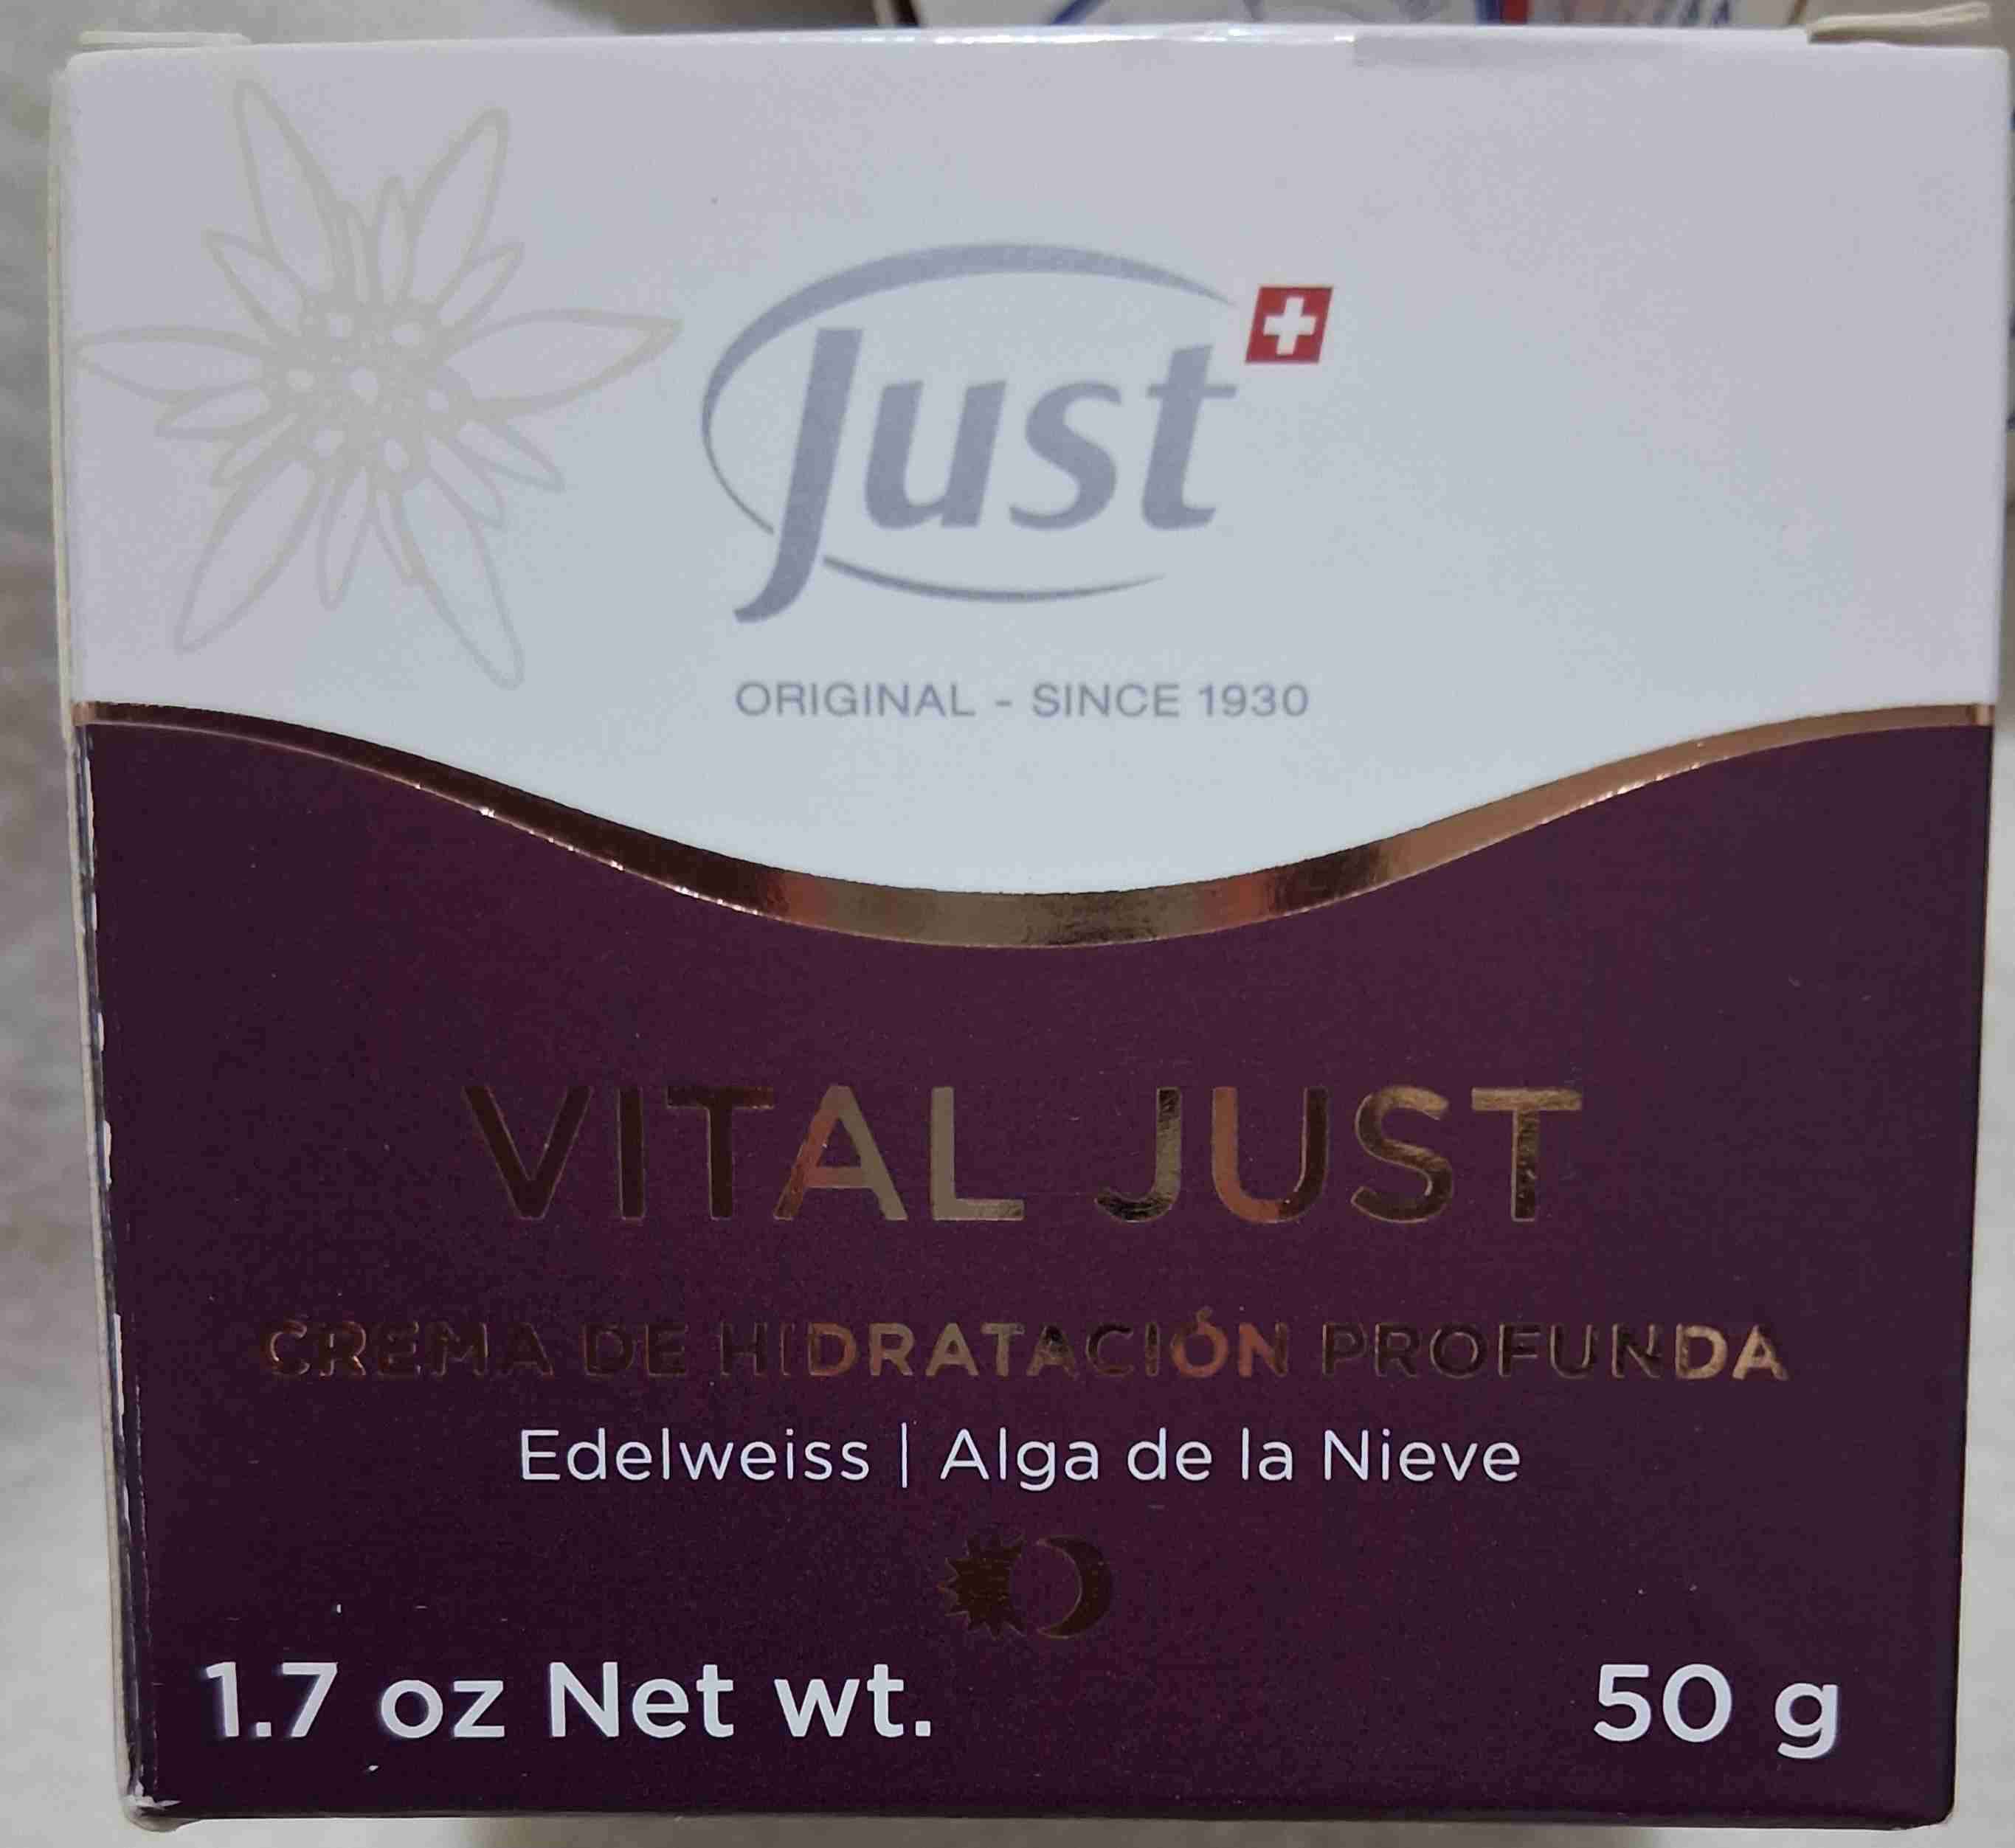 Just
ORIGINAL - SINCE 1930
VITAL JUST
CREMA DE HIDRATACIÓN PROFUNDA
Edelweiss | Alga de la Nieve
1.7 oz Net wt. 50 g